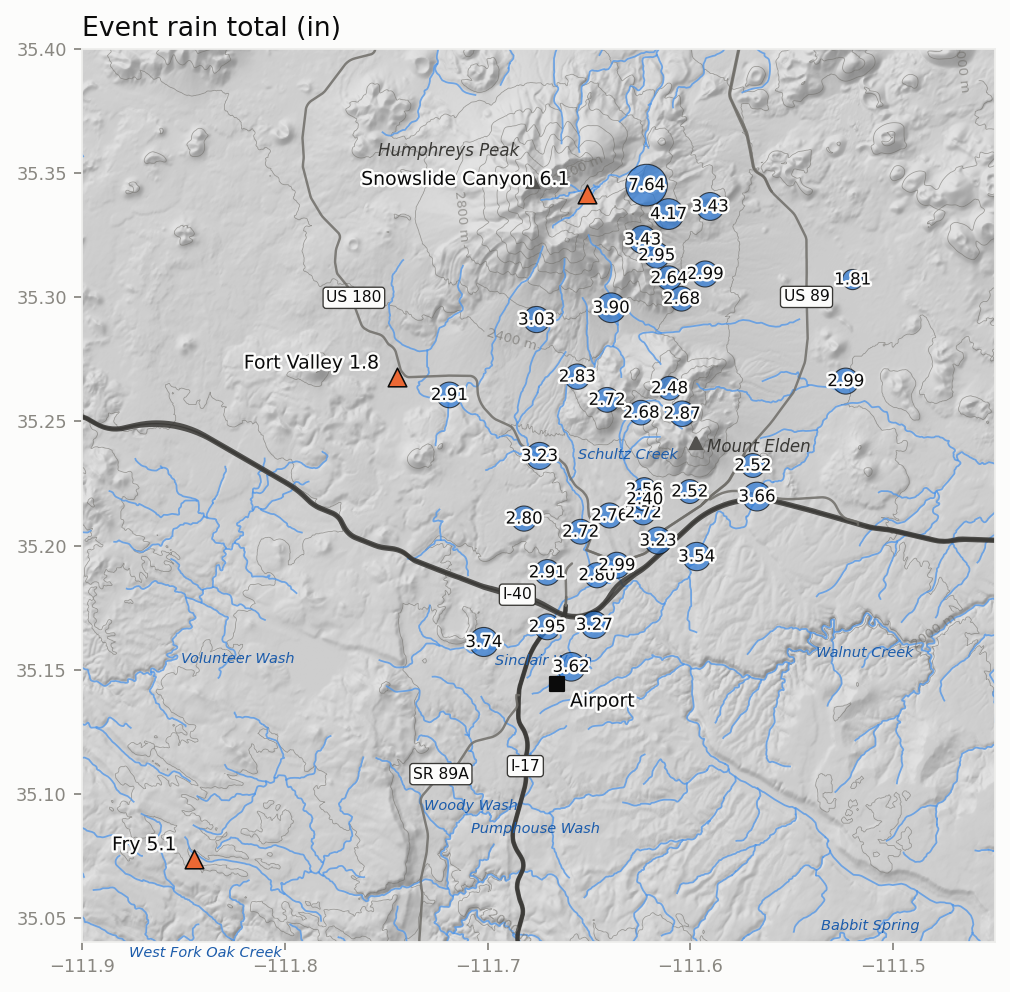 Event rain total (in)
35.40
Humphreys Peak
35.35
Snowslide Canyon 6.1
7.64
4.17
3.43
3.43
2.95
2800 m
2.64
2.99
1.81
35.30
US 180
US 89
2.68
3.90
3.03
2400 m
Fort Valley 1.8
2.83
2.99
2.91
2.72
2.48
35.25
2.68
2.87
Mount Elden
3.23
Schultz Creek
2.52
2.56
2.40
2.52
3.66
2.80
2.76
2.72
2.72
35.20
3.23
3.54
2.91
2.80
2.99
I-40
2.95
3.27
3.74
35.15
Volunteer Wash
Sinclair Wash
3.62
Walnut Creek
Airport
SR 89A
I-17
35.10
Woody Wash
Pumphouse Wash
Fry 5.1
35.05
Babbit Spring
West Fork Oak Creek
−111.9
−111.8
−111.7
−111.6
−111.5